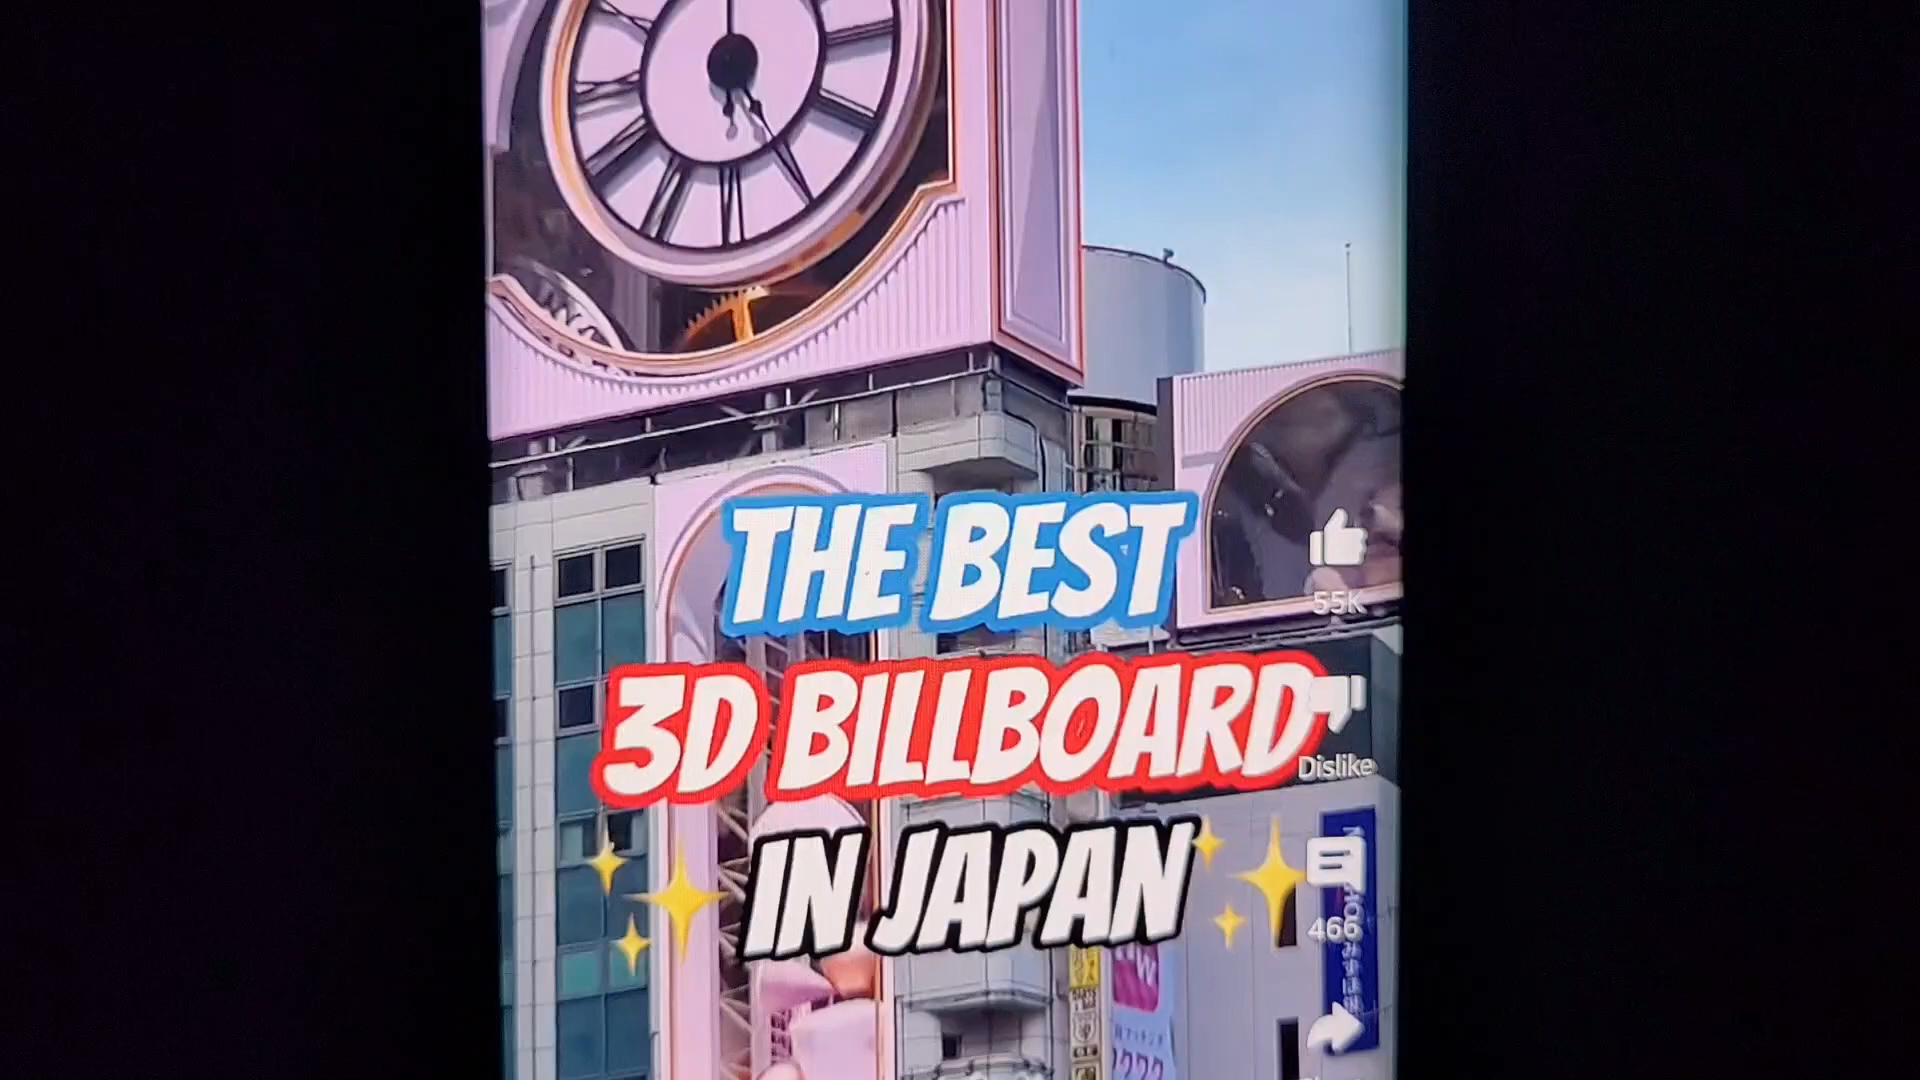 THE BEST
55K
3D BILLBOARD
Dislike
IN JAPAN
466